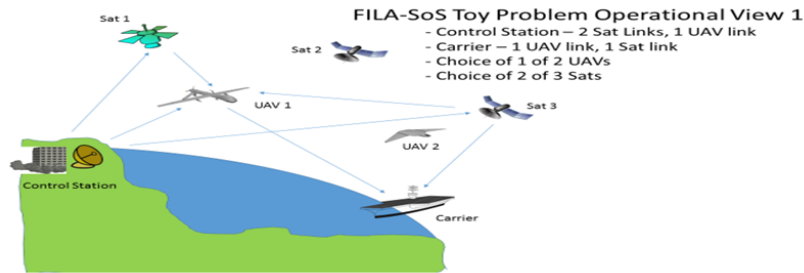 FILA-SoS Toy Problem Operational View 1
- Control Station – 2 Sat Links, 1 UAV link
- Carrier – 1 UAV link, 1 Sat link
- Choice of 1 of 2 UAVs
- Choice of 2 of 3 Sats
Sat 1
Sat 2
UAV 1
Sat 3
UAV 2
Control Station
Carrier